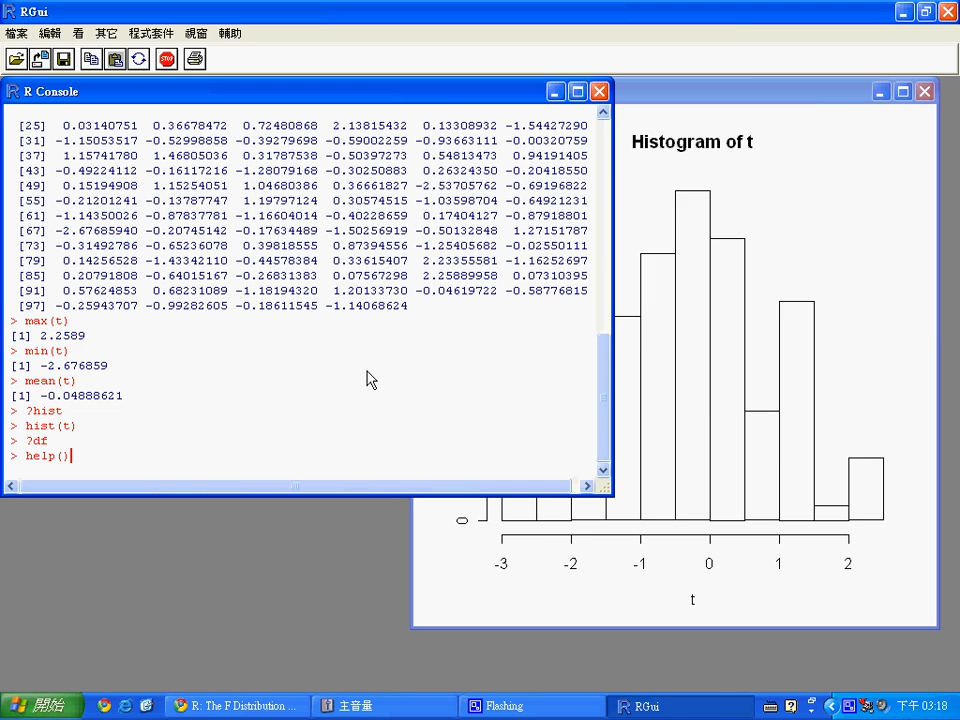 RGui
檔案 編輯 看 其它 程式套件 視窗 輔助
STOP
R Console
[25] 0.03140751 0.36678472 0.72480868 2.13815432 0.13308932 -1.54427290
[31] -1.15053517 -0.52998858 -0.39279698 -0.59002259 -0.93663111 -0.00320759
[37] 1.15741780 1.46805036 0.31787538 -0.50397273 0.54813473 0.94191405
[43] -0.49224112 -0.16117216 -1.28079168 -0.30250883 0.26324350 -0.20418550
[49] 0.15194908 1.15254051 1.04680386 0.36661827 -2.53705762 -0.69196822
[55] -0.21201241 -0.13787747 1.19797124 0.30574515 -1.03598704 -0.64921231
[61] -1.14350026 -0.87837781 -1.16604014 -0.40228659 0.17404127 -0.87918801
[67] -2.67685940 -0.20745142 -0.17634489 -1.50256919 -0.50132848 1.27151787
[73] -0.31492786 -0.65236078 0.39818555 0.87394556 -1.25405682 -0.02550111
[79] 0.14256528 -1.43342110 -0.44578384 0.33615407 2.23355581 -1.16252697
[85] 0.20791808 -0.64015167 -0.26831383 0.07567298 2.25889958 0.07310395
[91] 0.57624853 0.68231089 -1.18194320 1.20133730 -0.04619722 -0.58776815
[97] -0.25943707 -0.99282605 -0.18611545 -1.14068624
> max(t)
[1] 2.2589
> min(t)
[1] -2.676859
> mean(t)
[1] -0.04888621
> ?hist
> hist(t)
> ?df
> help()
Histogram of t
0
-3 -2 -1 0 1 2
t
開始 R: The F Distribution ... 主音量 Flashing RGui 下午 03:18